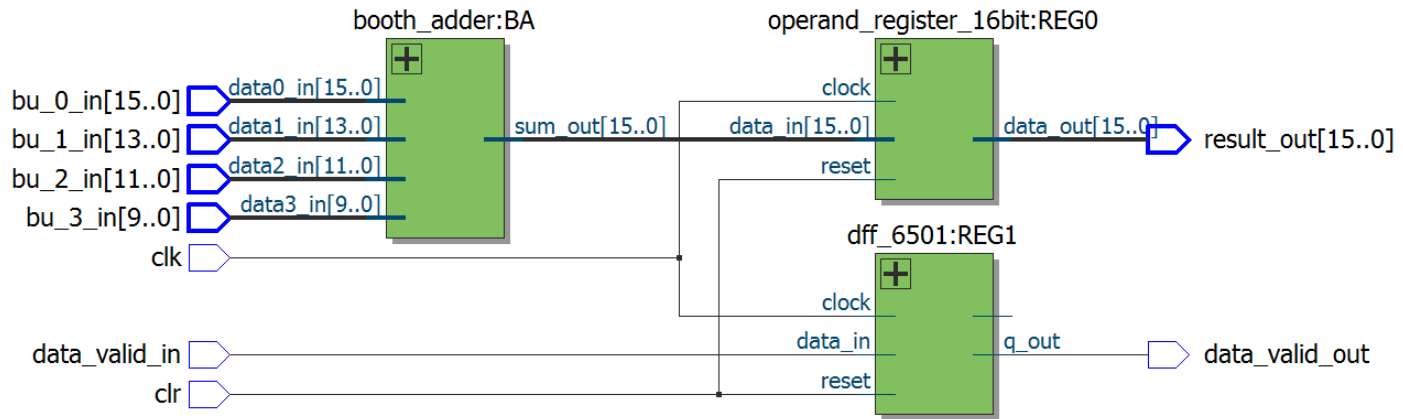 booth_adder:BA
operand_register_16bit:REG0
bu_0_in[15..0]
data0_in[15..0]
clock
bu_1_in[13..0]
data1_in[13..0]
sum_out[15..0]
data_in[15..0]
data_out[15..0]
result_out[15..0]
bu_2_in[11..0]
data2_in[11..0]
reset
bu_3_in[9..0]
data3_in[9..0]
dff_6501:REG1
clk
clock
data_valid_in
data_in
q_out
data_valid_out
clr
reset